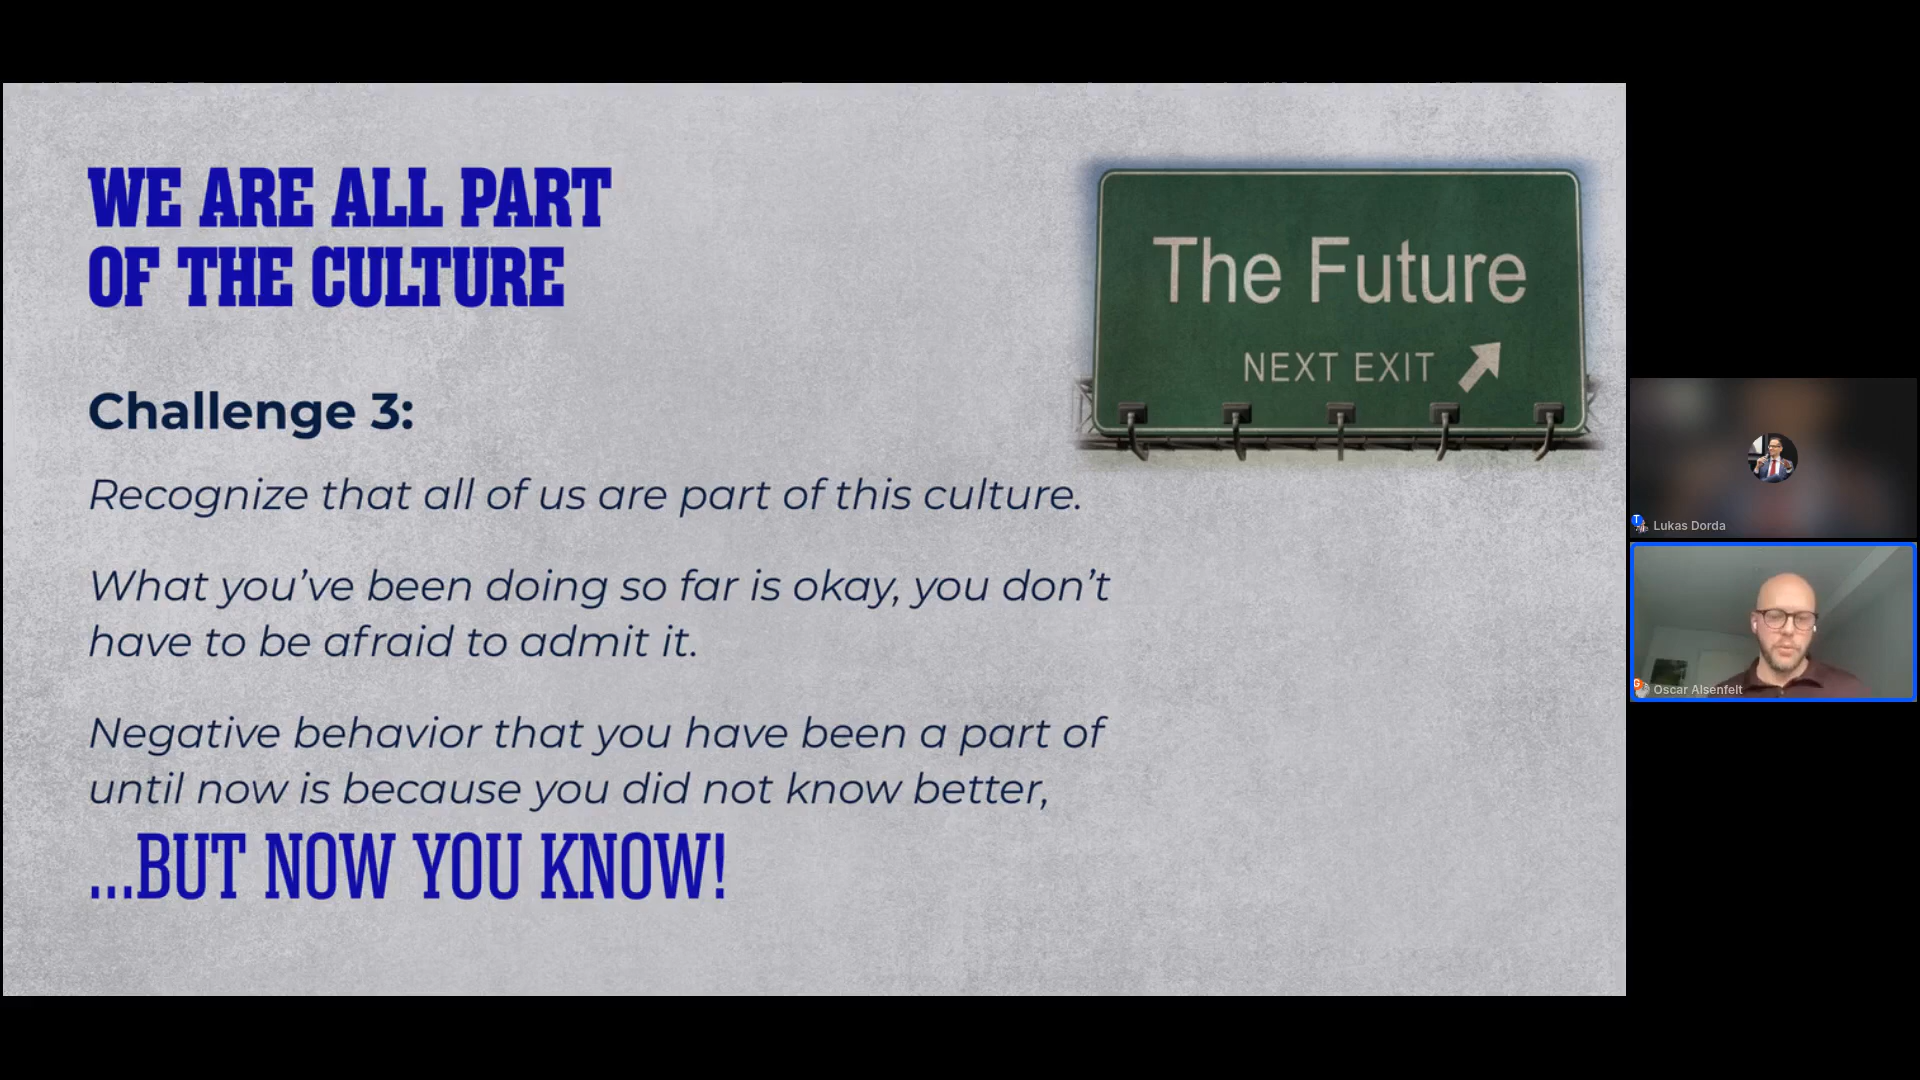 WE ARE ALL PART
OF THE CULTURE
The Future
NEXT EXIT
Challenge 3:
Recognize that all of us are part of this culture.
What you’ve been doing so far is okay, you don’t
have to be afraid to admit it.
Negative behavior that you have been a part of
until now is because you did not know better,
...BUT NOW YOU KNOW!
Lukas Dorda
Oscar Alsenfelt